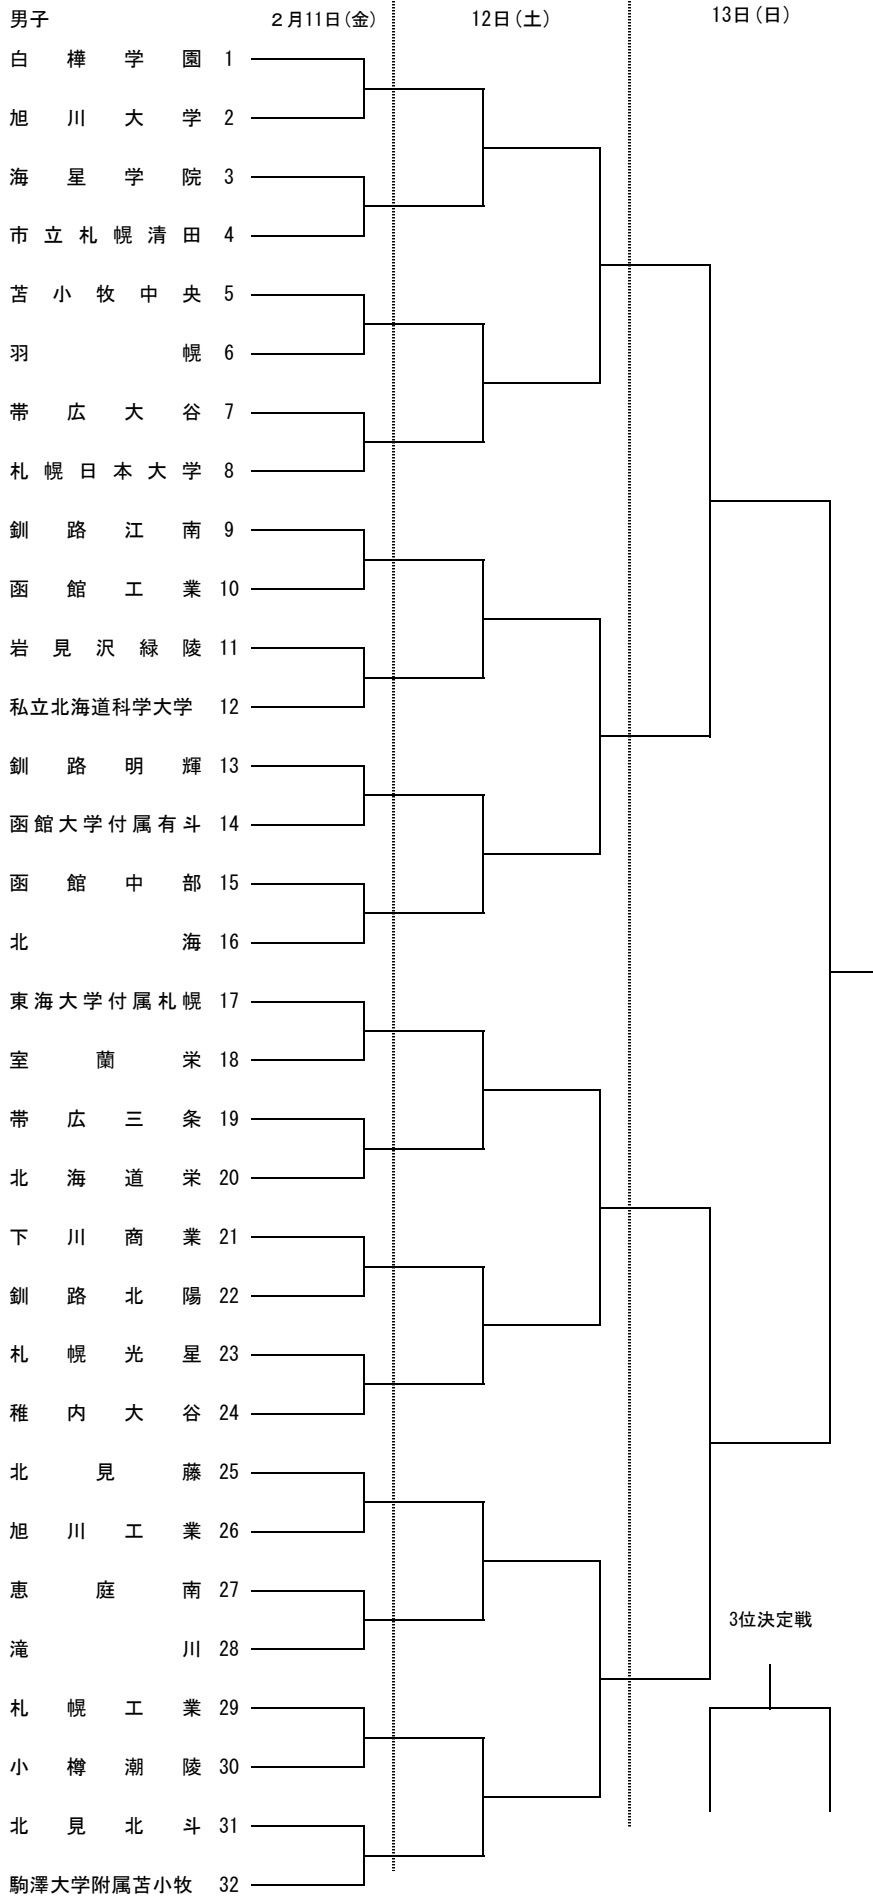 男子 2月11日(金) 12日(土) 13日(日)
白樺学園 1
旭川大学 2
海星学院 3
市立札幌清田 4
苫小牧中央 5
羽幌 6
帯広大谷 7
札幌日本大学 8
釧路江南 9
函館工業 10
岩見沢緑陵 11
私立北海道科学大学 12
釧路明輝 13
函館大学付属有斗 14
函館中部 15
北海 16
東海大学付属札幌 17
室蘭栄 18
帯広三条 19
北海道栄 20
下川商業 21
釧路北陽 22
札幌光星 23
稚内大谷 24
北見藤 25
旭川工業 26
恵庭南 27
滝川 28
札幌工業 29
小樽潮陵 30
北見北斗 31
駒澤大学附属苫小牧 32
3位決定戦